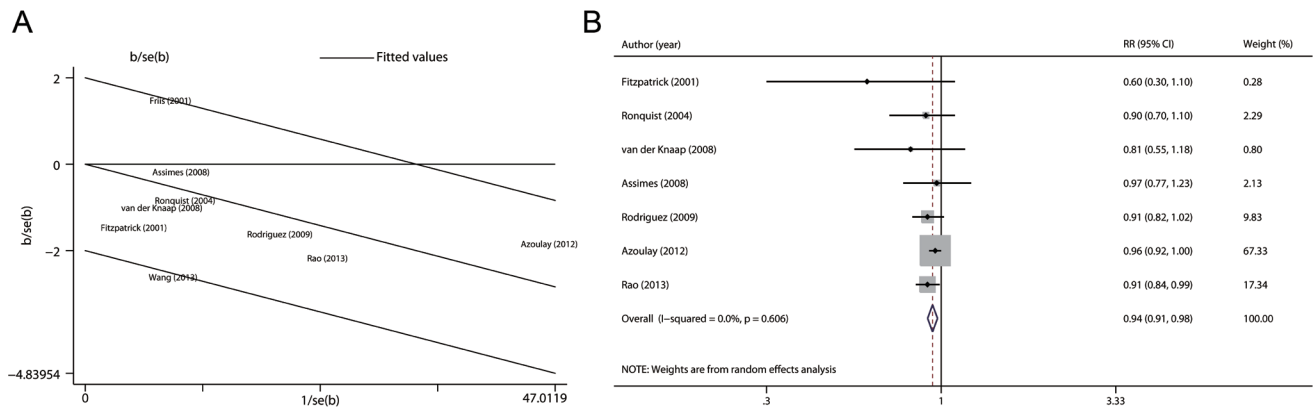 A
b/se(b) Fitted values
2
Friis (2001)
0
Assimes (2008)
Ronquist (2004)
van der Knaap (2008)
Fitzpatrick (2001)
Rodriguez (2009)
Azoulay (2012)
−2
Rao (2013)
Wang (2013)
b/se(b)
−4.83954
0 1/se(b) 47.0119
B
Author (year) RR (95% CI) Weight (%)
Fitzpatrick (2001) 0.60 (0.30, 1.10) 0.28
Ronquist (2004) 0.90 (0.70, 1.10) 2.29
van der Knaap (2008) 0.81 (0.55, 1.18) 0.80
Assimes (2008) 0.97 (0.77, 1.23) 2.13
Rodriguez (2009) 0.91 (0.82, 1.02) 9.83
Azoulay (2012) 0.96 (0.92, 1.00) 67.33
Rao (2013) 0.91 (0.84, 0.99) 17.34
Overall (I−squared = 0.0%, p = 0.606) 0.94 (0.91, 0.98) 100.00
NOTE: Weights are from random effects analysis
.3 1 3.33